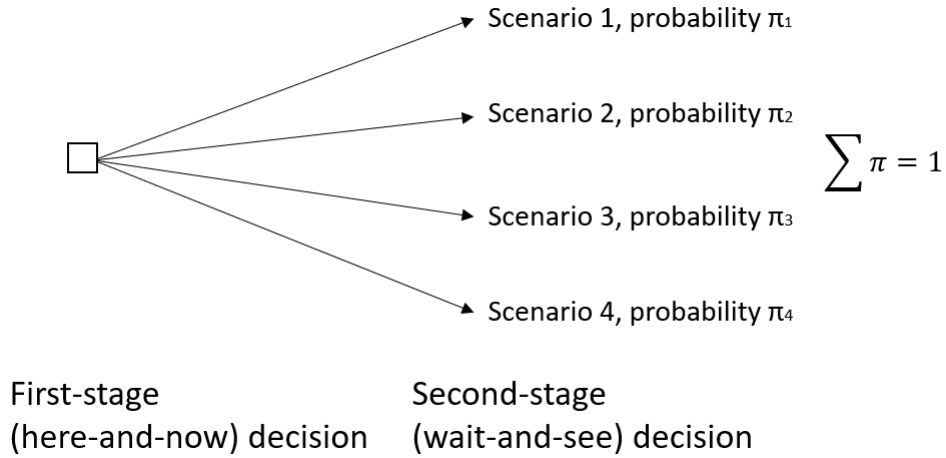 Scenario 1, probability π₁
Scenario 2, probability π₂
∑ π = 1
Scenario 3, probability π₃
Scenario 4, probability π₄
First-stage
(here-and-now) decision
Second-stage
(wait-and-see) decision